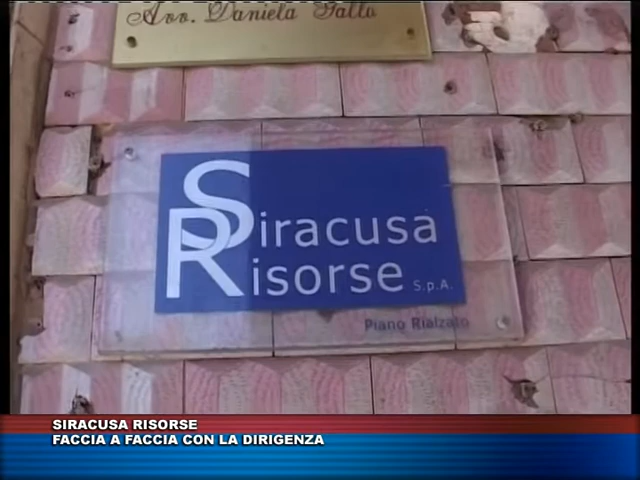 Avv. Daniela Gallo
Siracusa
Risorse S.p.A.
Piano Rialzato
SIRACUSA RISORSE
FACCIA A FACCIA CON LA DIRIGENZA